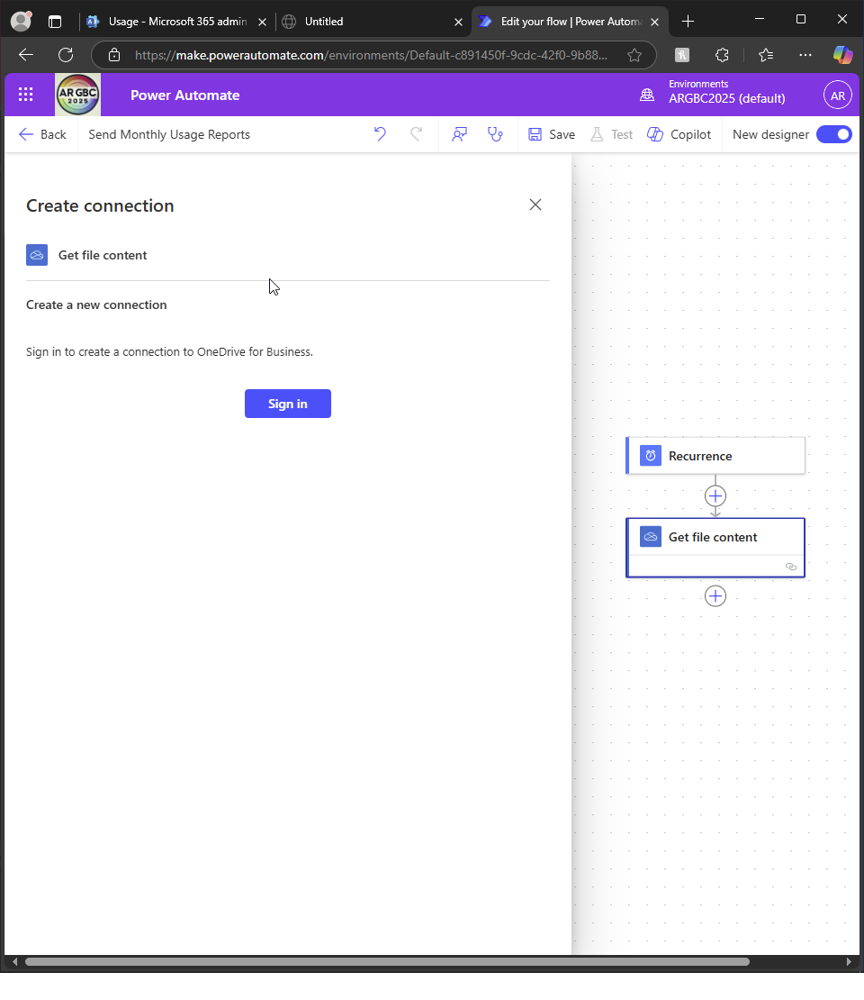 Usage - Microsoft 365 admin
Untitled
Edit your flow | Power Autom
https://make.powerautomate.com/environments/Default-c891450f-9cdc-42f0-9b88...
AR GBC
2025
Power Automate
Environments
ARGBC2025 (default)
AR
Back
Send Monthly Usage Reports
Save
Test
Copilot
New designer
Create connection
Get file content
Create a new connection
Sign in to create a connection to OneDrive for Business.
Sign in
Recurrence
Get file content